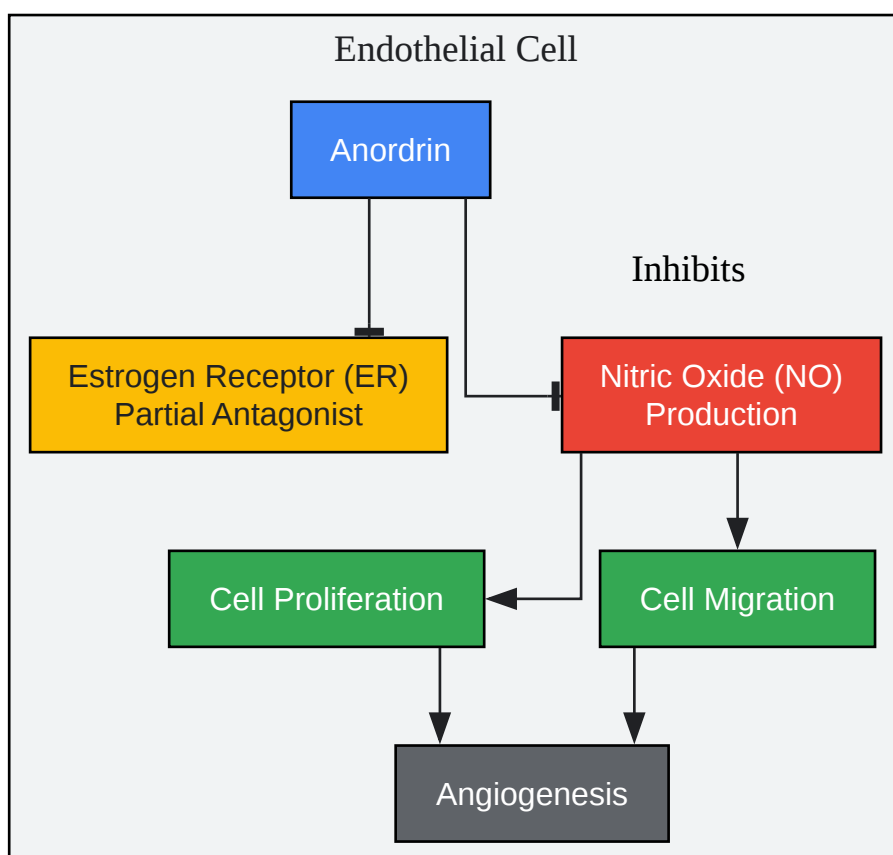 Endothelial Cell
Anordrin
Inhibits
Estrogen Receptor (ER)
Partial Antagonist
Nitric Oxide (NO)
Production
Cell Proliferation
Cell Migration
Angiogenesis